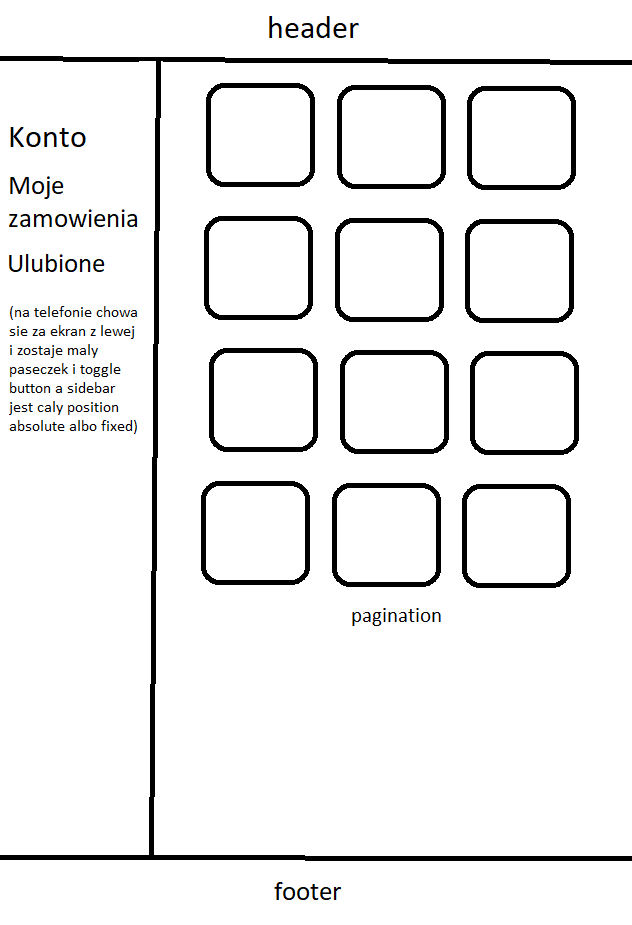 header
Konto
Moje
zamowienia
Ulubione
(na telefonie chowa
sie za ekran z lewej
i zostaje maly
paseczek i toggle
button a sidebar
jest caly position
absolute albo fixed)
pagination
footer